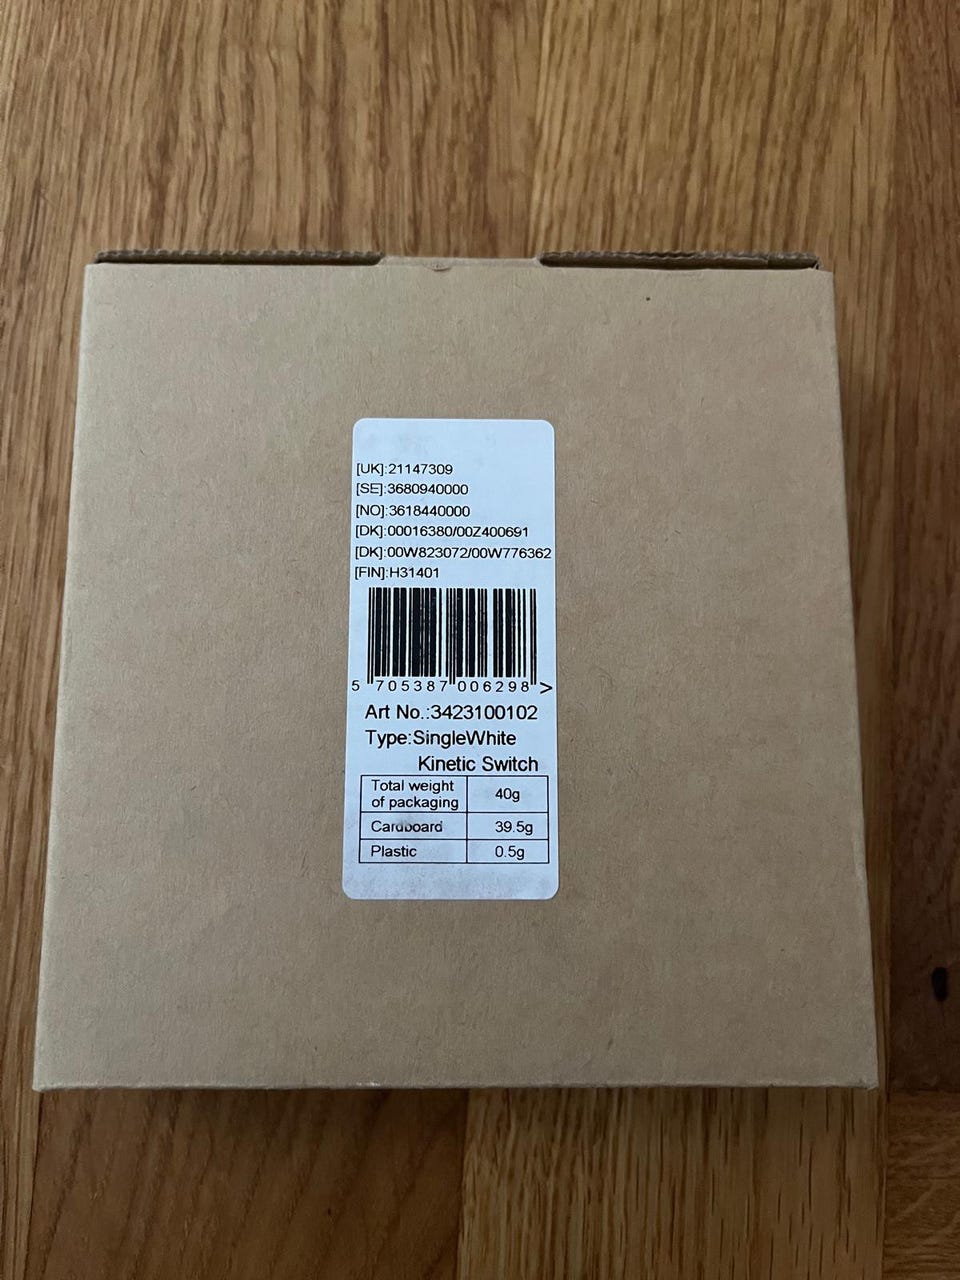 [UK]:21147309
[SE]:3680940000
[NO]:3618440000
[DK]:00016380/00Z400691
[DK]:00W823072/00W776362
[FIN]:H31401
5 705387 006298 >
Art No.:3423100102
Type:SingleWhite
Kinetic Switch
Total weight
of packaging 40g
Cardboard 39.5g
Plastic 0.5g